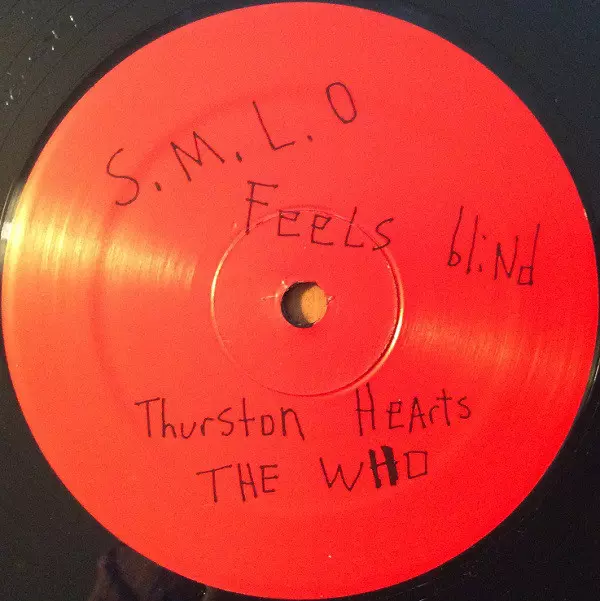 S.M.L.O
Feels bliNd
Thurston HeArts
THE WHO